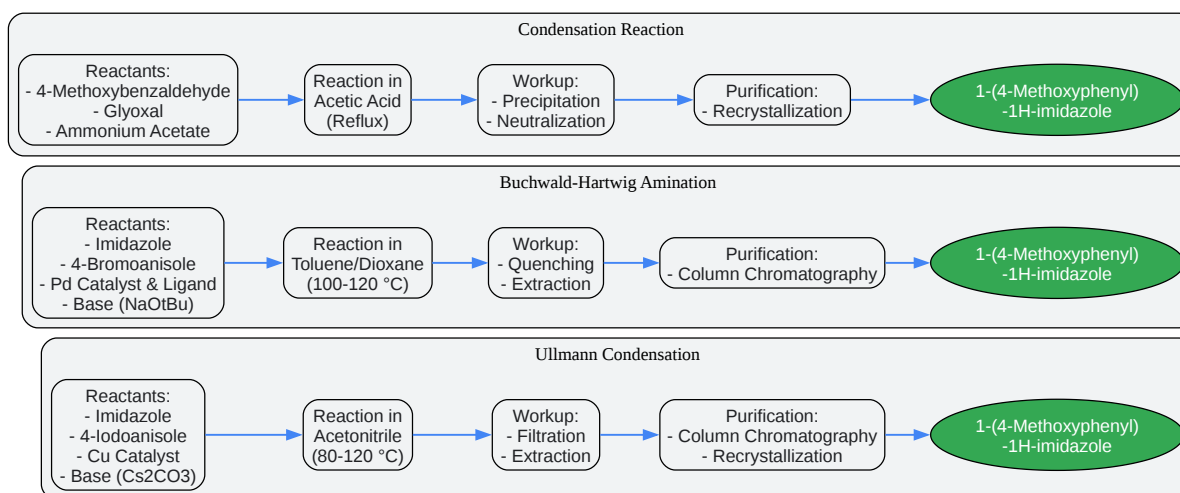 Condensation Reaction
Reactants:
- 4-Methoxybenzaldehyde
- Glyoxal
- Ammonium Acetate
Reaction in
Acetic Acid
(Reflux)
Workup:
- Precipitation
- Neutralization
Purification:
- Recrystallization
1-(4-Methoxyphenyl)
-1H-imidazole
Buchwald-Hartwig Amination
Reactants:
- Imidazole
- 4-Bromoanisole
- Pd Catalyst & Ligand
- Base (NaOtBu)
Reaction in
Toluene/Dioxane
(100-120 °C)
Workup:
- Quenching
- Extraction
Purification:
- Column Chromatography
1-(4-Methoxyphenyl)
-1H-imidazole
Ullmann Condensation
Reactants:
- Imidazole
- 4-Iodoanisole
- Cu Catalyst
- Base (Cs2CO3)
Reaction in
Acetonitrile
(80-120 °C)
Workup:
- Filtration
- Extraction
Purification:
- Column Chromatography
- Recrystallization
1-(4-Methoxyphenyl)
-1H-imidazole